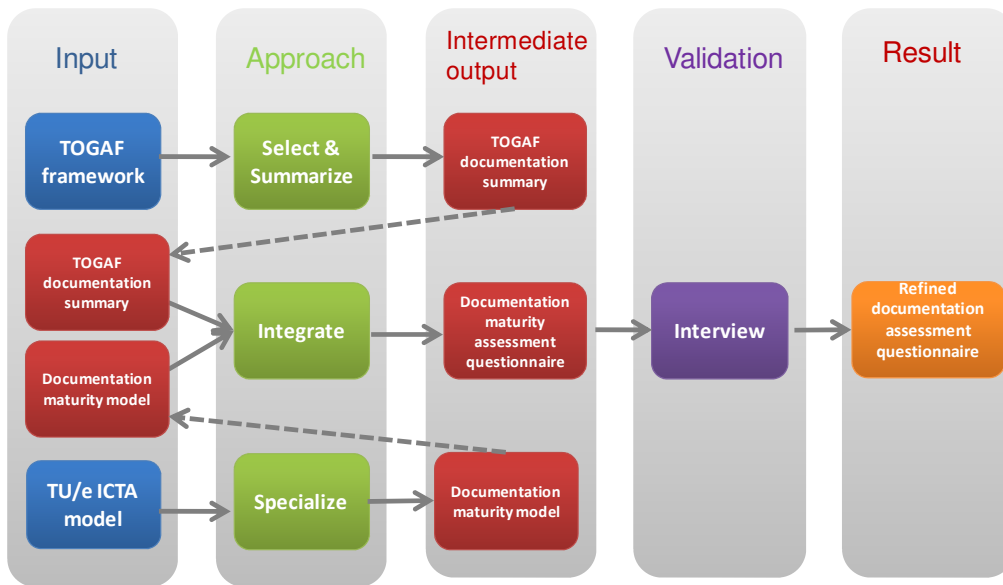 Input
Approach
Intermediate
output
Validation
Result
TOGAF
framework
Select &
Summarize
TOGAF
documentation
summary
TOGAF
documentation
summary
Integrate
Documentation
maturity
assessment
questionnaire
Interview
Refined
documentation
assessment
questionnaire
Documentation
maturity model
TU/e ICTA
model
Specialize
Documentation
maturity model